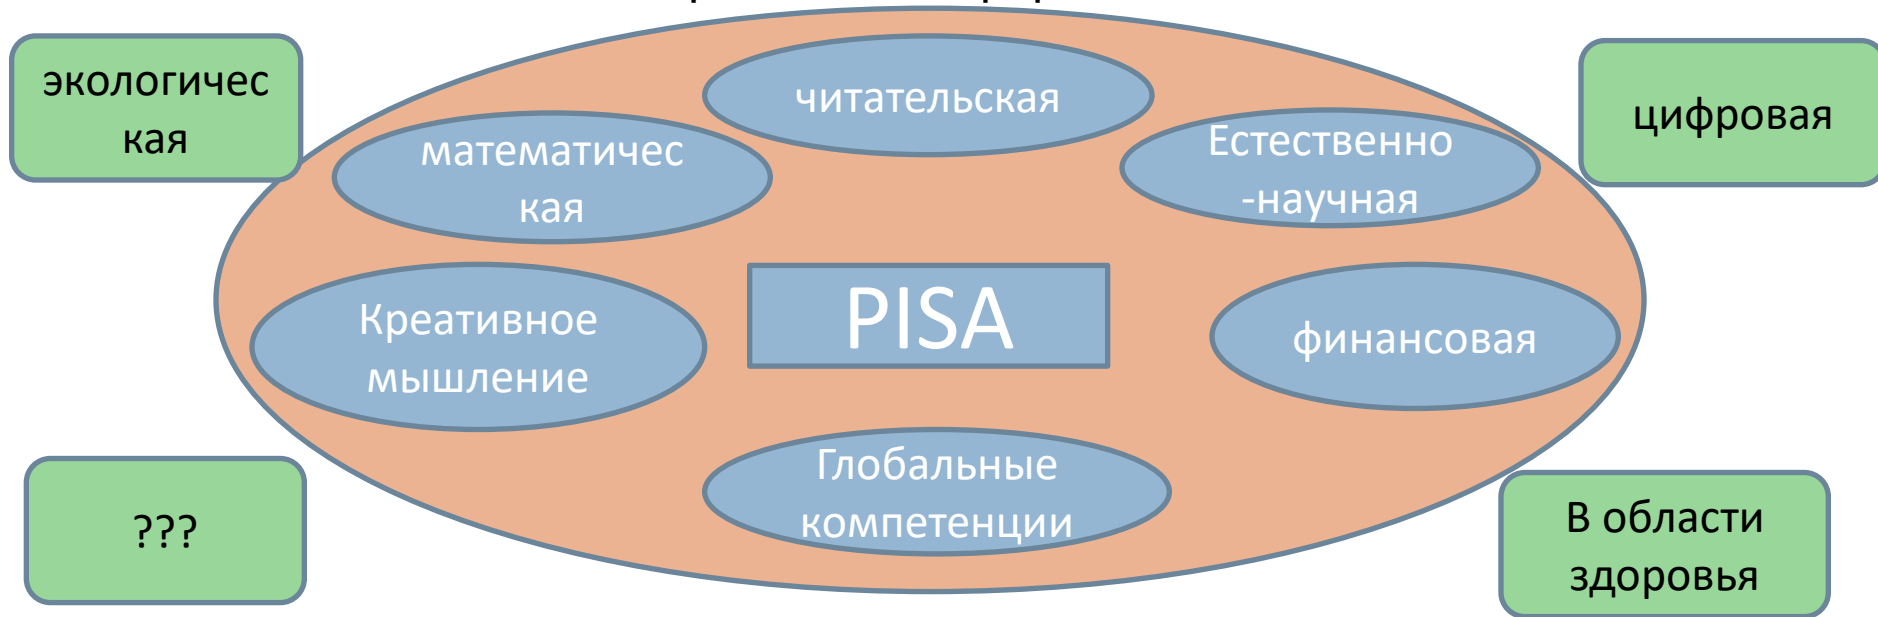 экологичес
кая
читательская
цифровая
математичес
кая
Естественно
-научная
PISA
Креативное
мышление
финансовая
Глобальные
компетенции
???
В области
здоровья